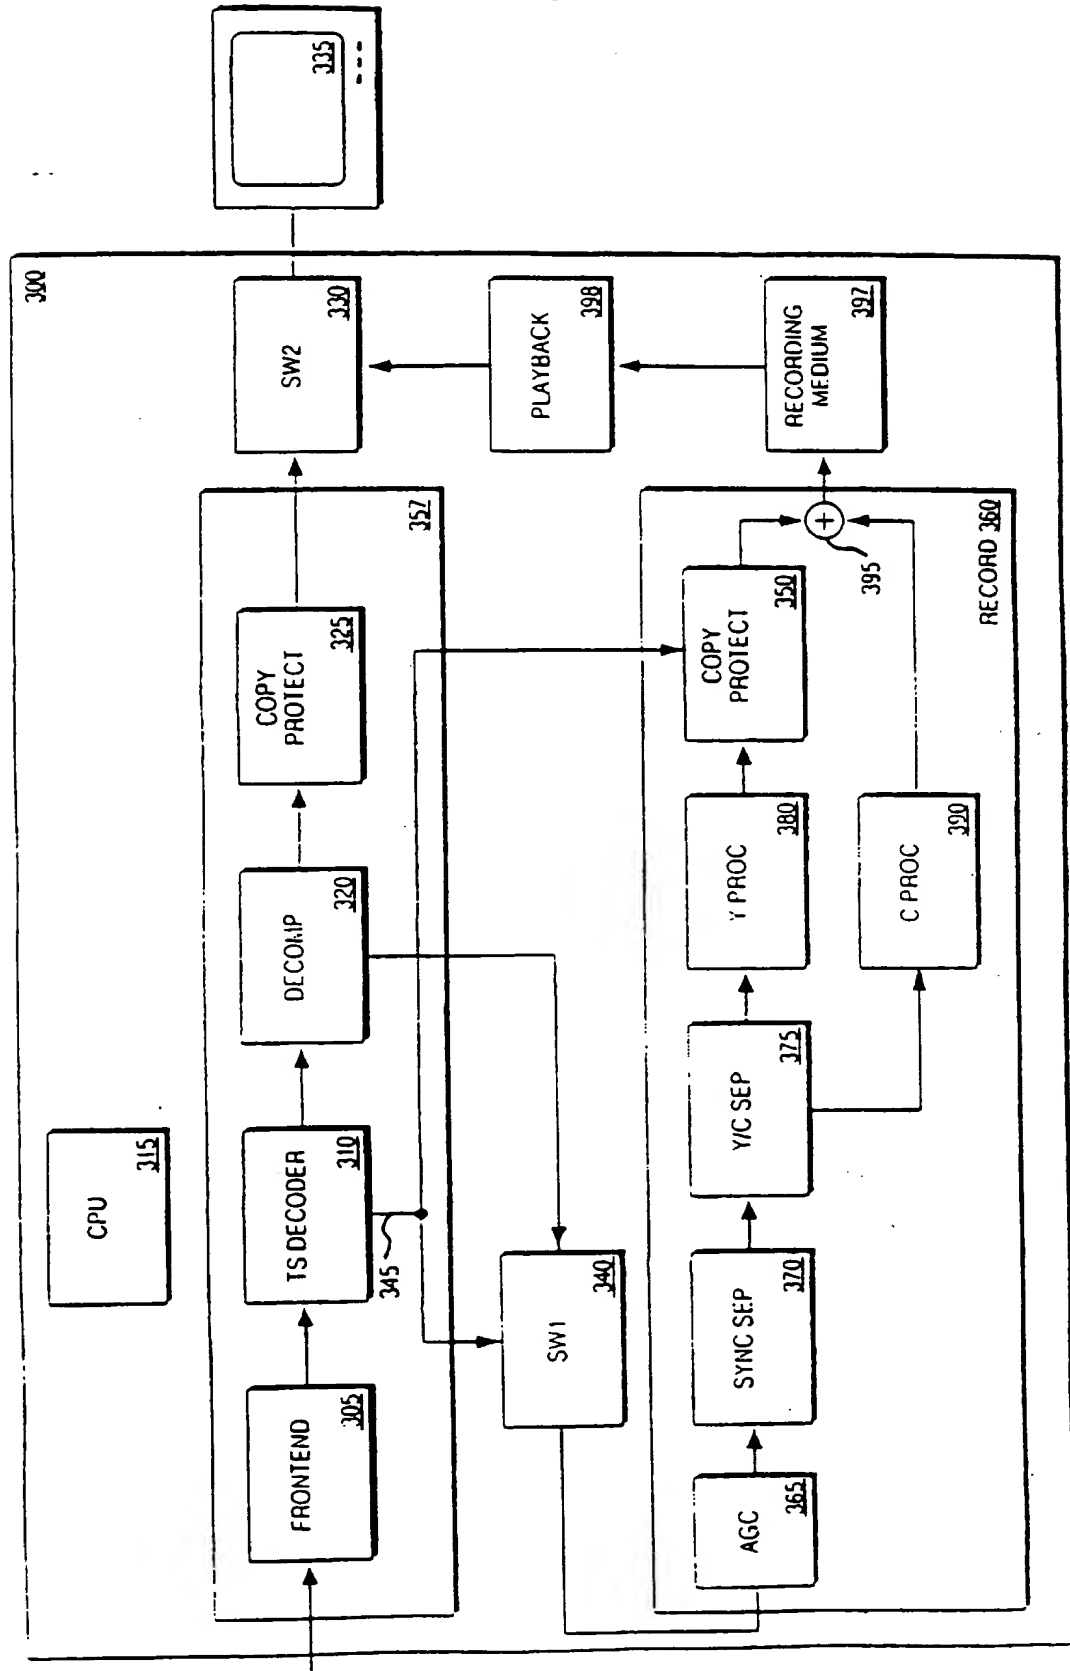 300
335
CPU
315
FRONTEND
305
TS DECODER
310
345
DECOMP
320
COPY
PROTECT
325
357
SW2
330
SW1
340
PLAYBACK
398
AGC
365
SYNC SEP
370
Y/C SEP
375
Y PROC
380
COPY
PROTECT
350
C PROC
390
+
395
RECORD 360
RECORDING
MEDIUM
397